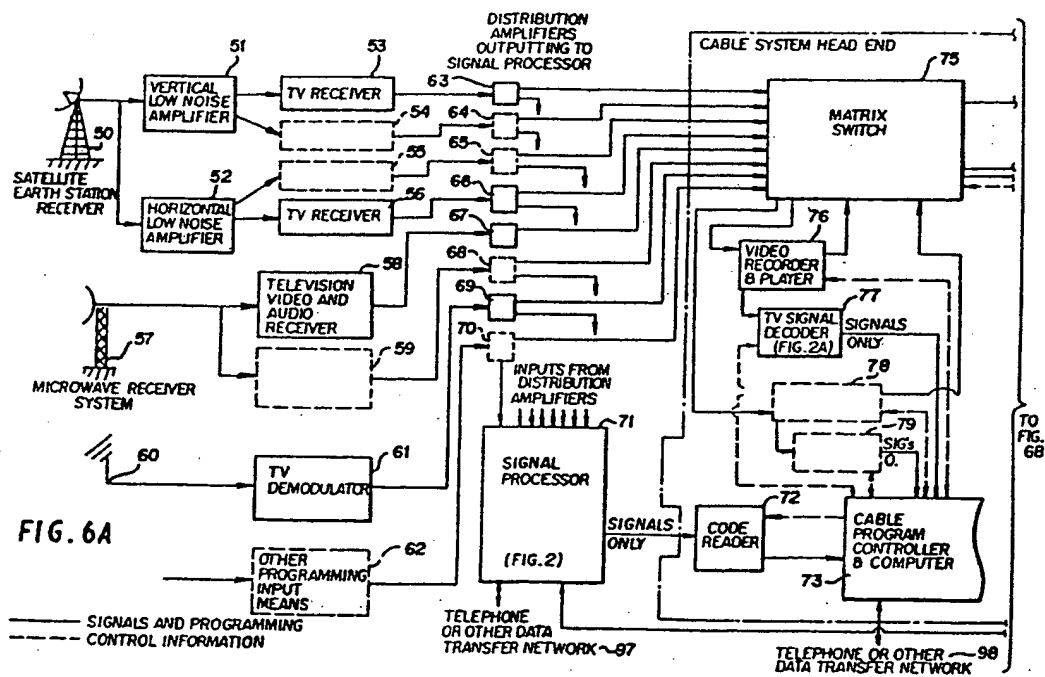 DISTRIBUTION
AMPLIFIERS
OUTPUTTING TO
SIGNAL PROCESSOR
CABLE SYSTEM HEAD END
51
53
63
75
VERTICAL
LOW NOISE
AMPLIFIER
TV RECEIVER
54
64
MATRIX
SWITCH
50
55
65
SATELLITE
EARTH STATION
RECEIVER
52
66
HORIZONTAL
LOW NOISE
AMPLIFIER
TV RECEIVER
56
67
76
VIDEO
RECORDER
& PLAYER
58
68
TELEVISION
VIDEO AND
AUDIO
RECEIVER
69
77
TV SIGNAL
DECODER
(FIG. 2A)
SIGNALS
ONLY
57
59
70
MICROWAVE RECEIVER
SYSTEM
INPUTS FROM
DISTRIBUTION
AMPLIFIERS
78
71
79
SIG's
O.
TO
FIG.
6B
60
61
TV
DEMODULATOR
SIGNAL
PROCESSOR
(FIG.2)
SIGNALS
ONLY
72
CODE
READER
CABLE
PROGRAM
CONTROLLER
& COMPUTER
73
FIG. 6A
62
OTHER
PROGRAMMING
INPUT
MEANS
SIGNALS AND PROGRAMMING
CONTROL INFORMATION
TELEPHONE
OR OTHER DATA
TRANSFER NETWORK 97
TELEPHONE OR OTHER
DATA TRANSFER NETWORK 98